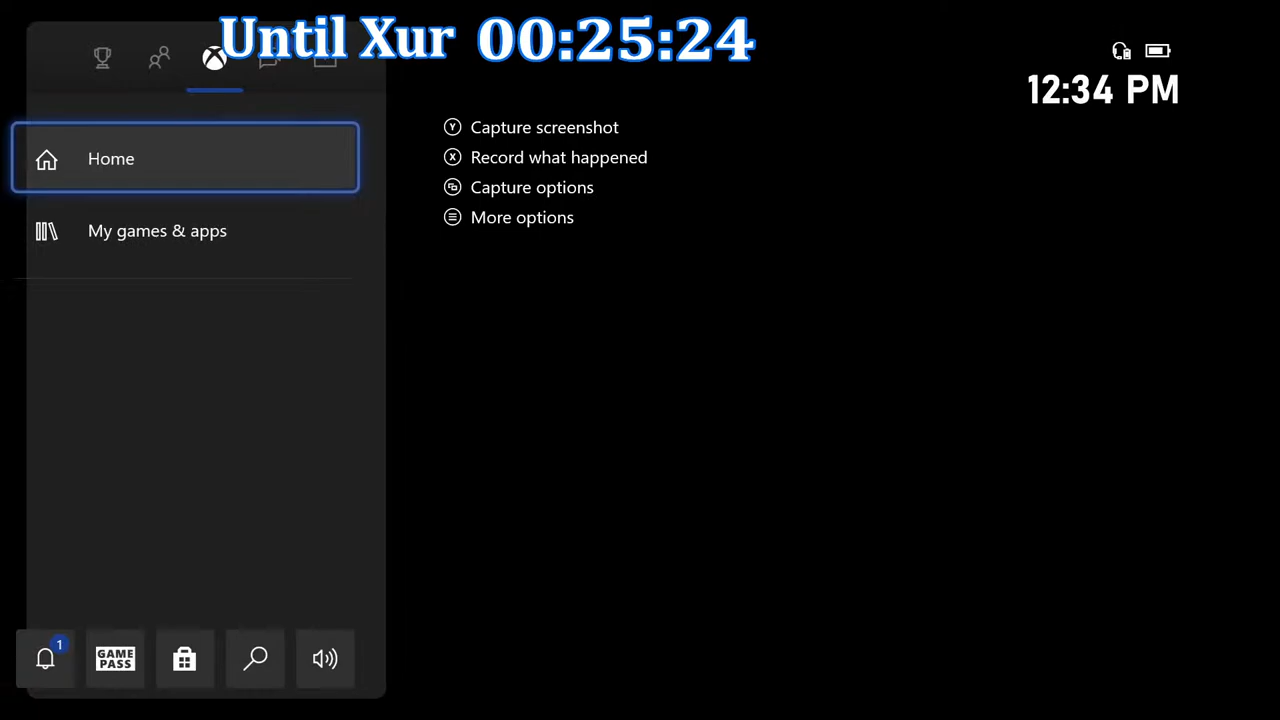 Until Xur 00:25:24
12:34 PM
Home
My games & apps
Capture screenshot
Record what happened
Capture options
More options
1
GAME
PASS